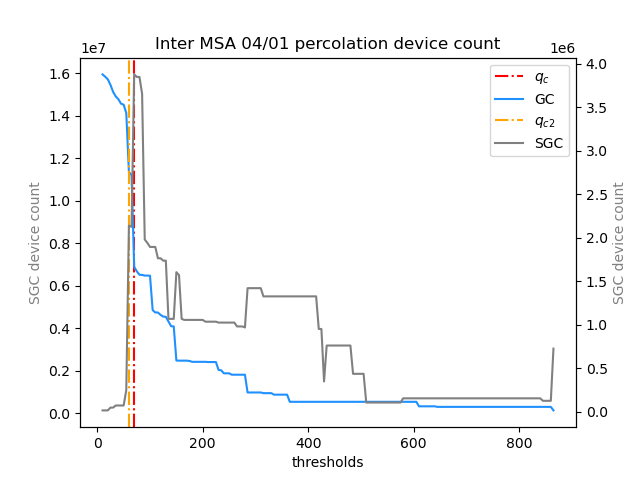 Inter MSA 04/01 percolation device count
1e7
1e6
1.6
1.4
1.2
1.0
0.8
0.6
0.4
0.2
0.0
SGC device count
4.0
3.5
3.0
2.5
2.0
1.5
1.0
0.5
0.0
SGC device count
q_c
GC
q_{c2}
SGC
0
200
400
600
800
thresholds